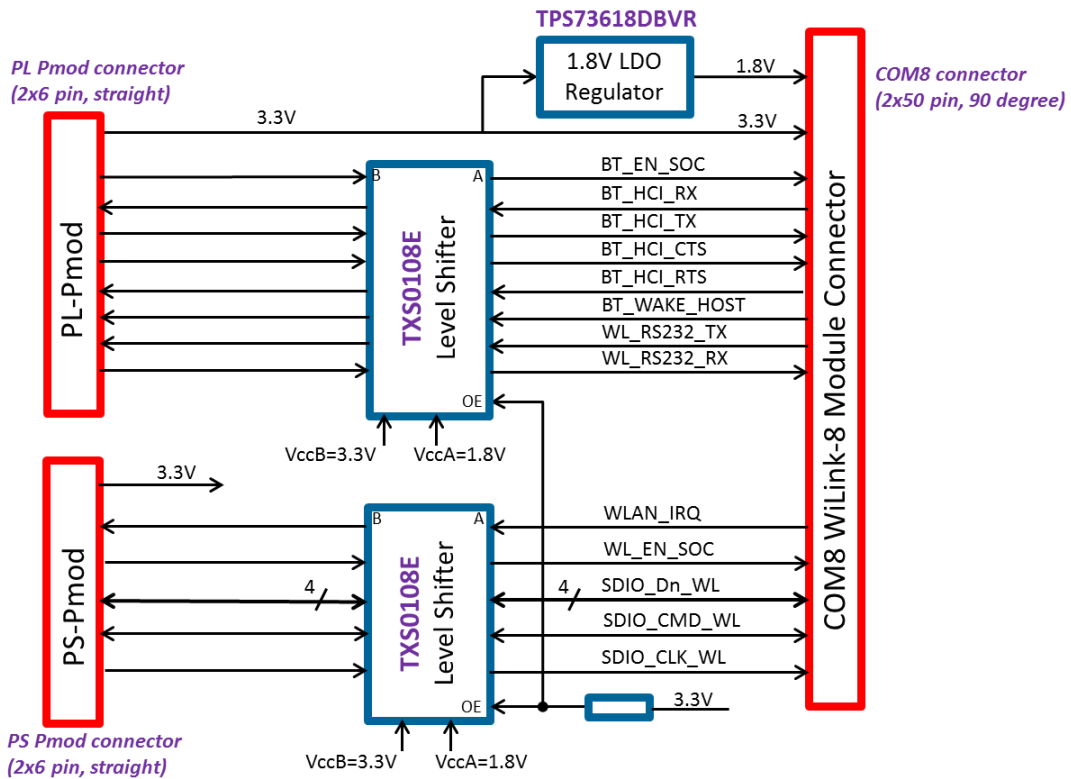 TPS73618DBVR
1.8V LDO
Regulator
1.8V
PL Pmod connector
(2x6 pin, straight)
COM8 connector
(2x50 pin, 90 degree)
3.3V
3.3V
PL-Pmod
B
A
TXS0108E
Level Shifter
OE
BT_EN_SOC
BT_HCI_RX
BT_HCI_TX
BT_HCI_CTS
BT_HCI_RTS
BT_WAKE_HOST
WL_RS232_TX
WL_RS232_RX
COM8 WiLink-8 Module Connector
VccB=3.3V
VccA=1.8V
3.3V
PS-Pmod
4
B
A
TXS0108E
Level Shifter
OE
WLAN_IRQ
WL_EN_SOC
4
SDIO_Dn_WL
SDIO_CMD_WL
SDIO_CLK_WL
3.3V
PS Pmod connector
(2x6 pin, straight)
VccB=3.3V
VccA=1.8V